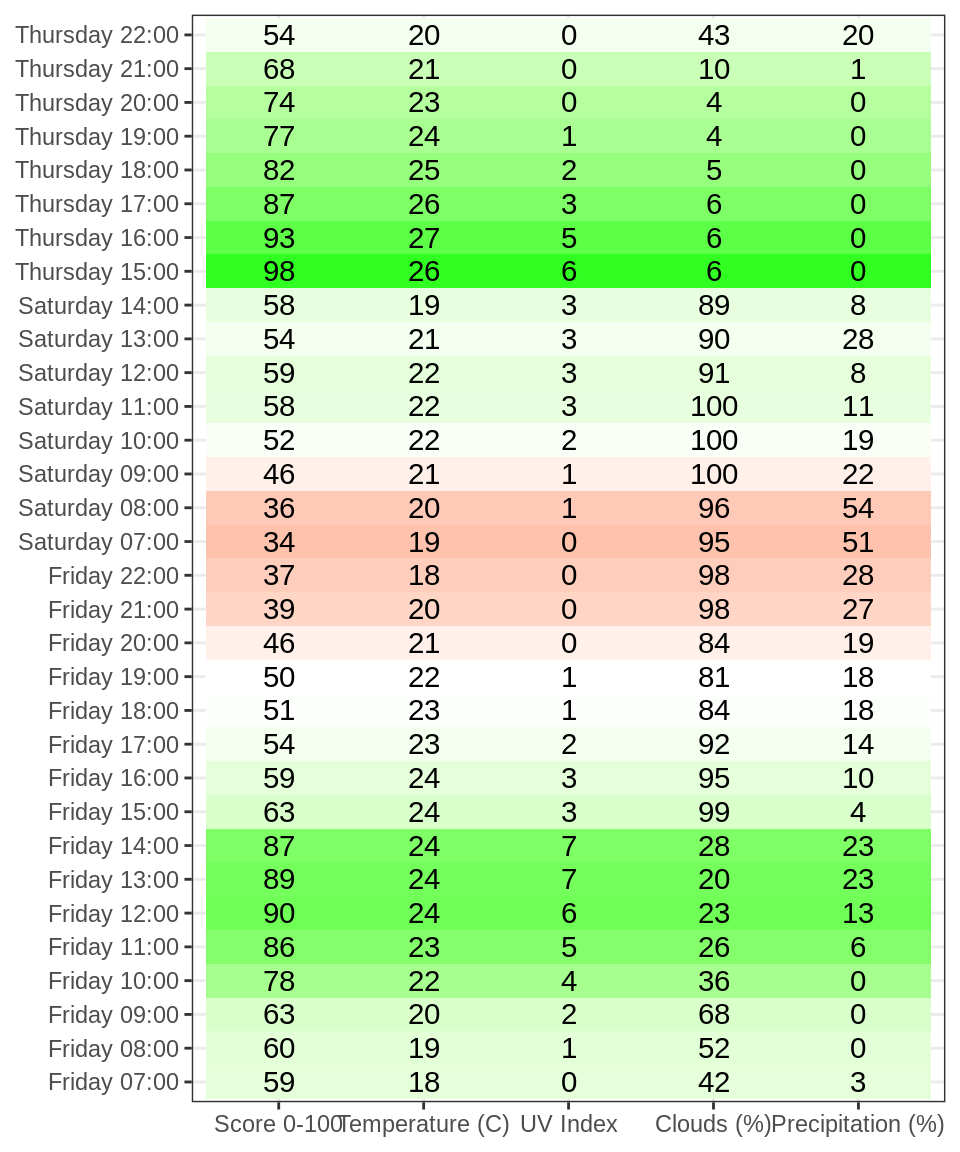 Thursday 22:00 54 20 0 43 20
Thursday 21:00 68 21 0 10 1
Thursday 20:00 74 23 0 4 0
Thursday 19:00 77 24 1 4 0
Thursday 18:00 82 25 2 5 0
Thursday 17:00 87 26 3 6 0
Thursday 16:00 93 27 5 6 0
Thursday 15:00 98 26 6 6 0
Saturday 14:00 58 19 3 89 8
Saturday 13:00 54 21 3 90 28
Saturday 12:00 59 22 3 91 8
Saturday 11:00 58 22 3 100 11
Saturday 10:00 52 22 2 100 19
Saturday 09:00 46 21 1 100 22
Saturday 08:00 36 20 1 96 54
Saturday 07:00 34 19 0 95 51
Friday 22:00 37 18 0 98 28
Friday 21:00 39 20 0 98 27
Friday 20:00 46 21 0 84 19
Friday 19:00 50 22 1 81 18
Friday 18:00 51 23 1 84 18
Friday 17:00 54 23 2 92 14
Friday 16:00 59 24 3 95 10
Friday 15:00 63 24 3 99 4
Friday 14:00 87 24 7 28 23
Friday 13:00 89 24 7 20 23
Friday 12:00 90 24 6 23 13
Friday 11:00 86 23 5 26 6
Friday 10:00 78 22 4 36 0
Friday 09:00 63 20 2 68 0
Friday 08:00 60 19 1 52 0
Friday 07:00 59 18 0 42 3
Score 0-100 Temperature (C) UV Index Clouds (%) Precipitation (%)